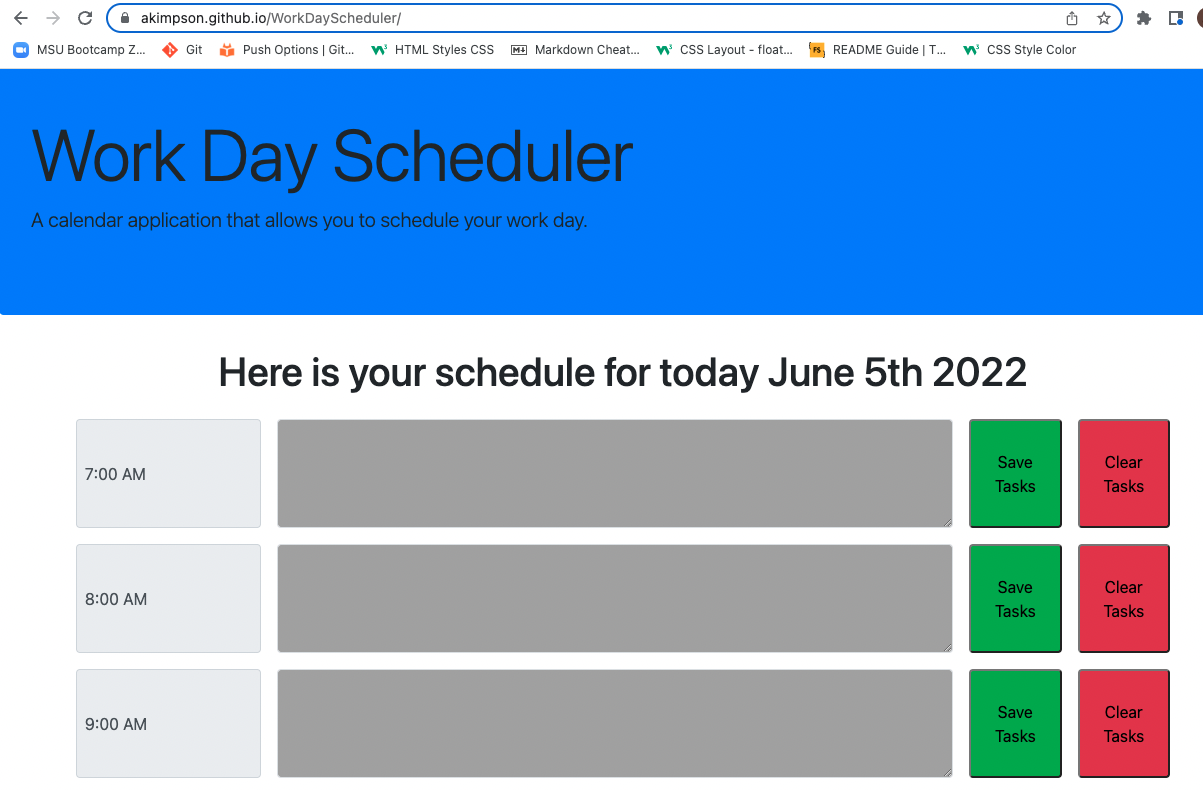 akimpson.github.io/WorkDayScheduler/
MSU Bootcamp Z... Git Push Options | Git... HTML Styles CSS Markdown Cheat... CSS Layout - float... README Guide | T... CSS Style Color
Work Day Scheduler
A calendar application that allows you to schedule your work day.
Here is your schedule for today June 5th 2022
7:00 AM
Save
Tasks
Clear
Tasks
8:00 AM
Save
Tasks
Clear
Tasks
9:00 AM
Save
Tasks
Clear
Tasks